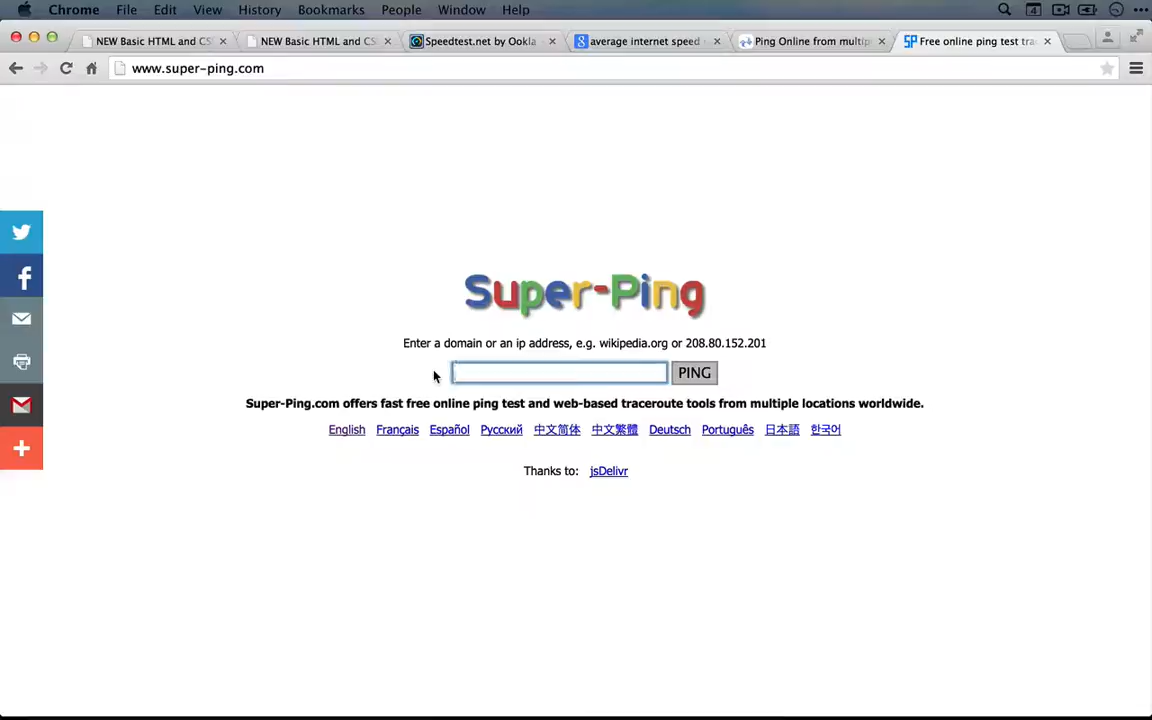 Chrome File Edit View History Bookmarks People Window Help
NEW Basic HTML and CS
NEW Basic HTML and CS
Speedtest.net by Ookla
average internet speed
Ping Online from multip
Free online ping test tra
www.super-ping.com
Super-Ping
Enter a domain or an ip address, e.g. wikipedia.org or 208.80.152.201
PING
Super-Ping.com offers fast free online ping test and web-based traceroute tools from multiple locations worldwide.
English Français Español Русский 中文简体 中文繁體 Deutsch Português 日本語 한국어
Thanks to: jsDelivr